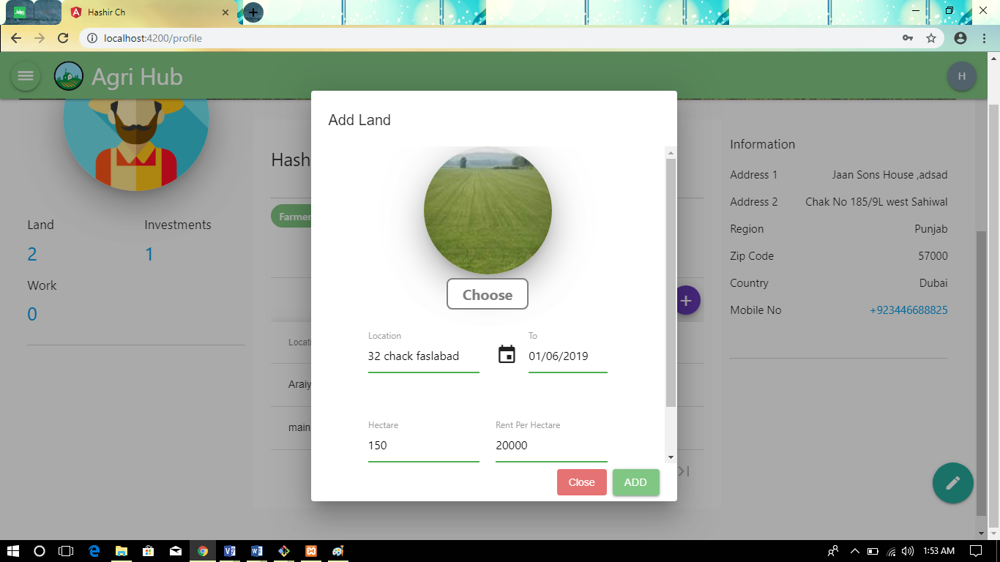 Hashir Ch
localhost:4200/profile
Agri Hub
H
Land
Investments
2
1
Work
0
Hash
Farmer
Locati
Araiy
main
Add Land
Choose
Location
To
32 chack faslabad
01/06/2019
Hectare
Rent Per Hectare
150
20000
Close
ADD
Information
Address 1
Jaan Sons House ,adsad
Address 2
Chak No 185/9L west Sahiwal
Region
Punjab
Zip Code
57000
Country
Dubai
Mobile No
+923446688825
1:53 AM